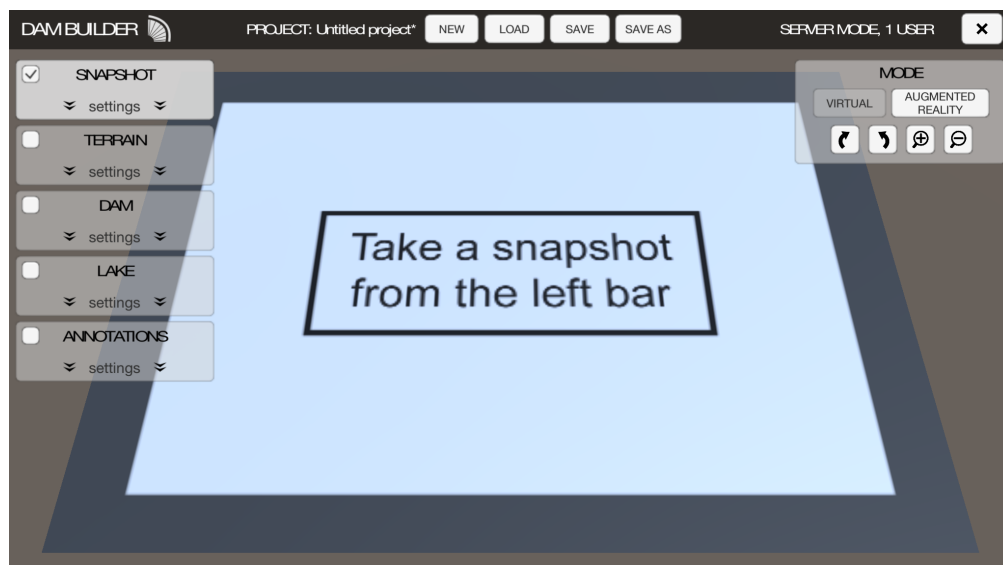 DAM BUILDER
PROJECT: Untitled project*
NEW
LOAD
SAVE
SAVE AS
SERVER MODE, 1 USER
SNAPSHOT
settings
TERRAIN
settings
DAM
settings
LAKE
settings
ANNOTATIONS
settings
MODE
VIRTUAL
AUGMENTED
REALITY
Take a snapshot
from the left bar